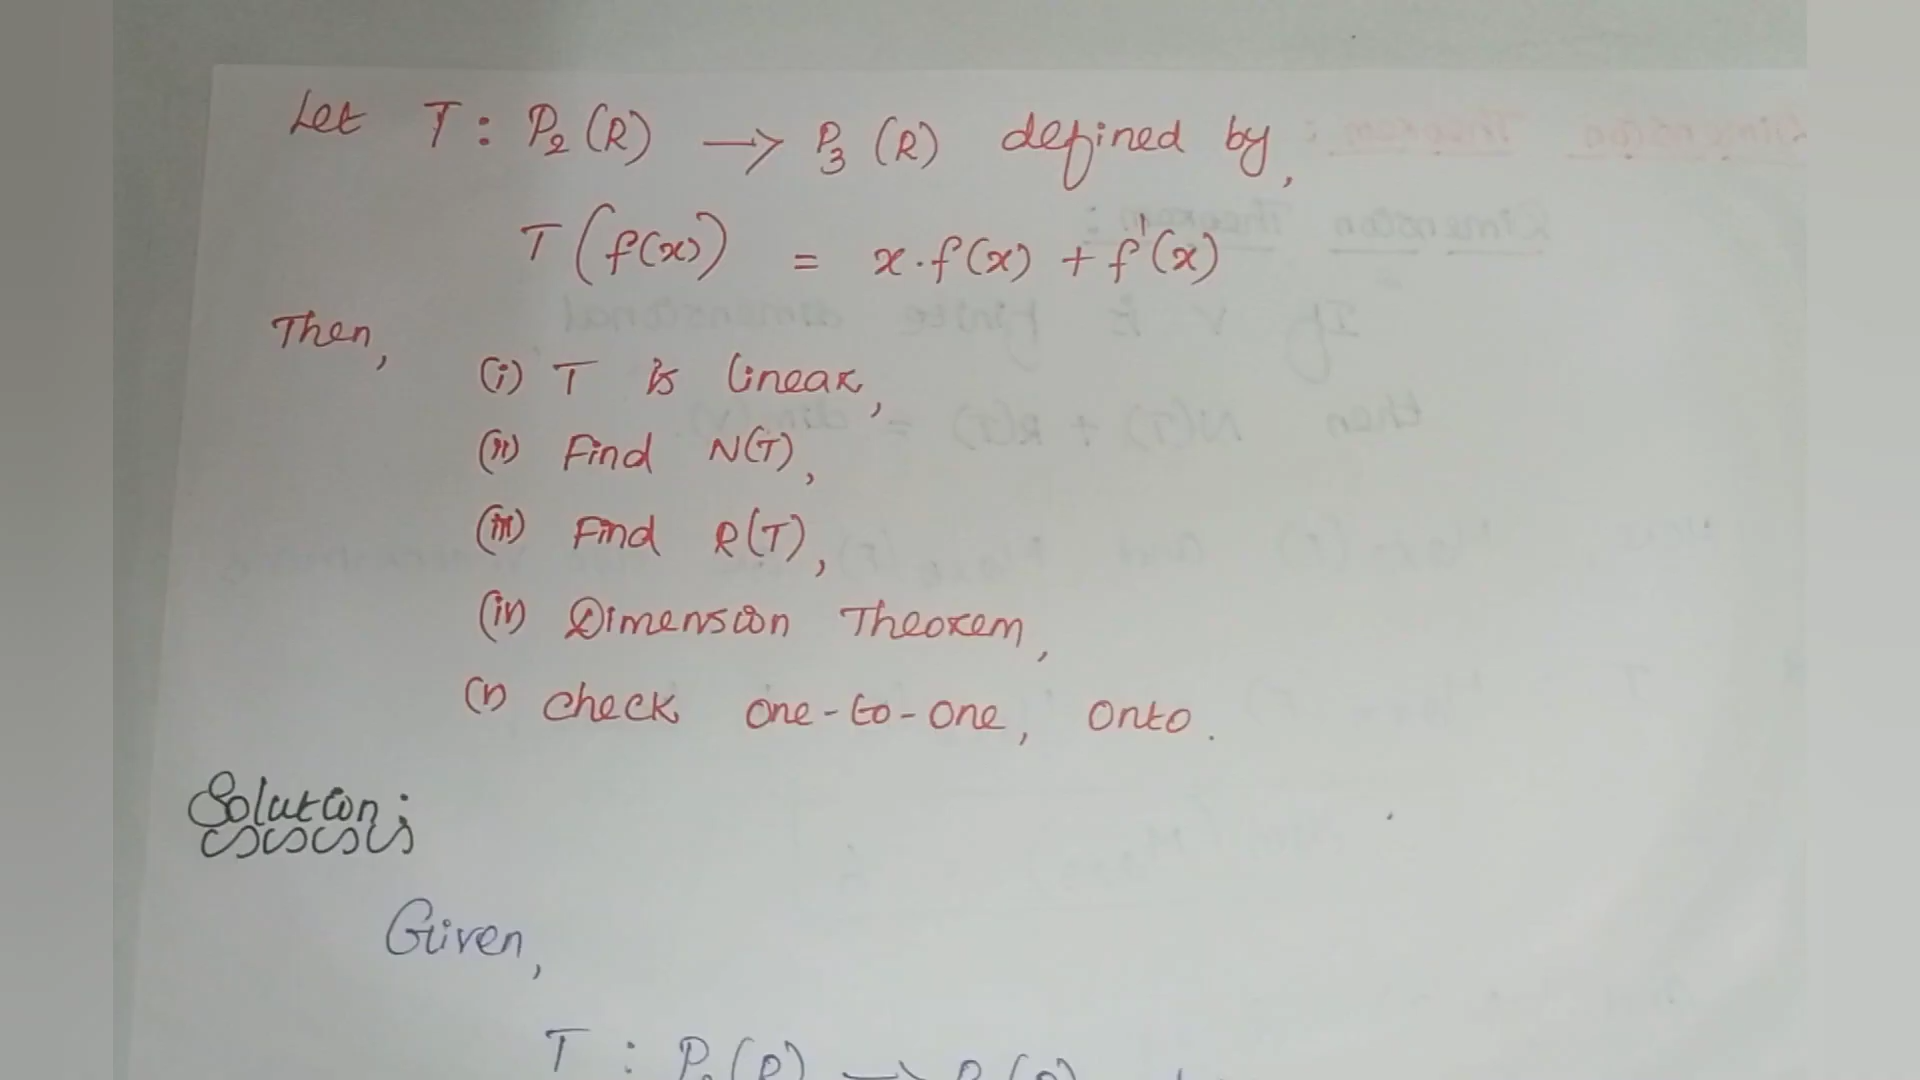 Let T : P₂(R) → P₃(R) defined by,
T(f(x)) = x.f(x) + f'(x)
Then,
(i) T is linear,
(ii) Find N(T),
(iii) Find R(T),
(iv) Dimension Theorem,
(v) check one-to-one, onto.
Solution:
Given,
T :